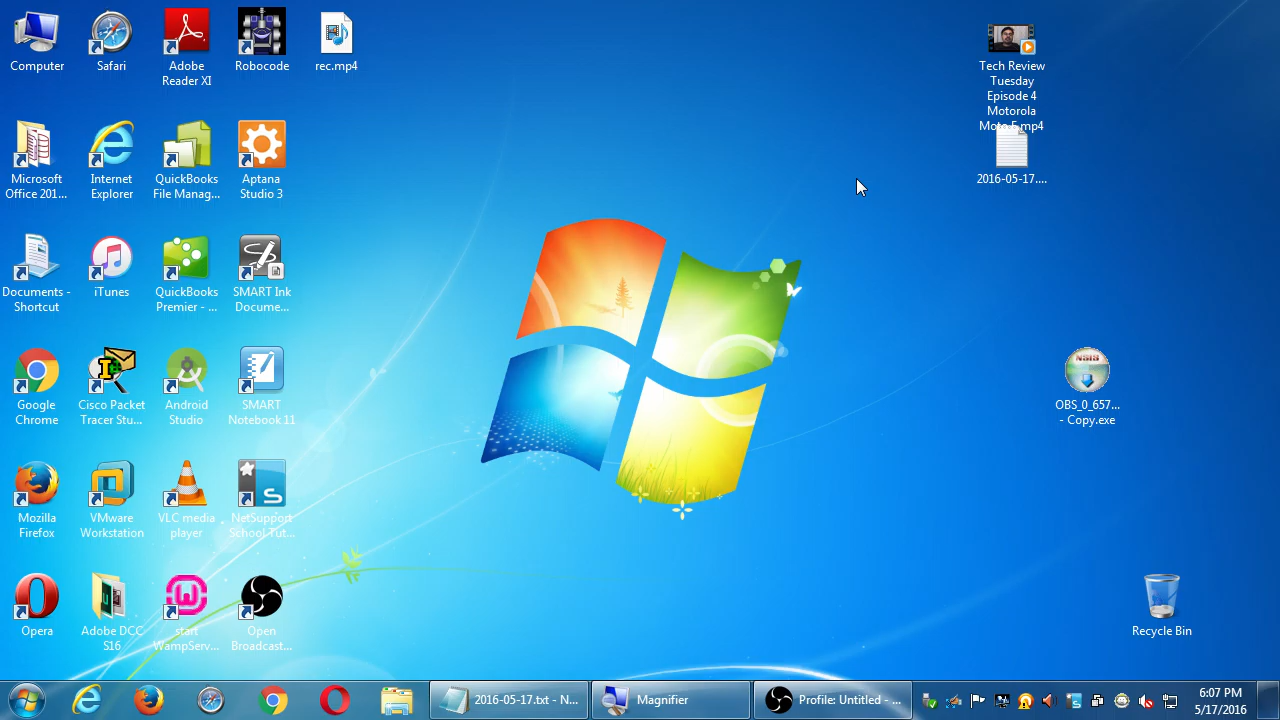 Computer
Safari
Adobe
Reader XI
Robocode
rec.mp4
Tech Review
Tuesday
Episode 4
Motorola
Moto E.mp4
2016-05-17....
Microsoft
Office 201...
Internet
Explorer
QuickBooks
File Manag...
Aptana
Studio 3
Documents -
Shortcut
iTunes
QuickBooks
Premier - ...
SMART Ink
Docume...
Google
Chrome
Cisco Packet
Tracer Stu...
Android
Studio
SMART
Notebook 11
NSIS
OBS_0_657...
- Copy.exe
Mozilla
Firefox
VMware
Workstation
VLC media
player
NetSupport
School Tut...
Opera
Adobe DCC
S16
start
WampServ...
Open
Broadcast...
Recycle Bin
2016-05-17.txt - N...
Magnifier
Profile: Untitled - ...
6:07 PM
5/17/2016